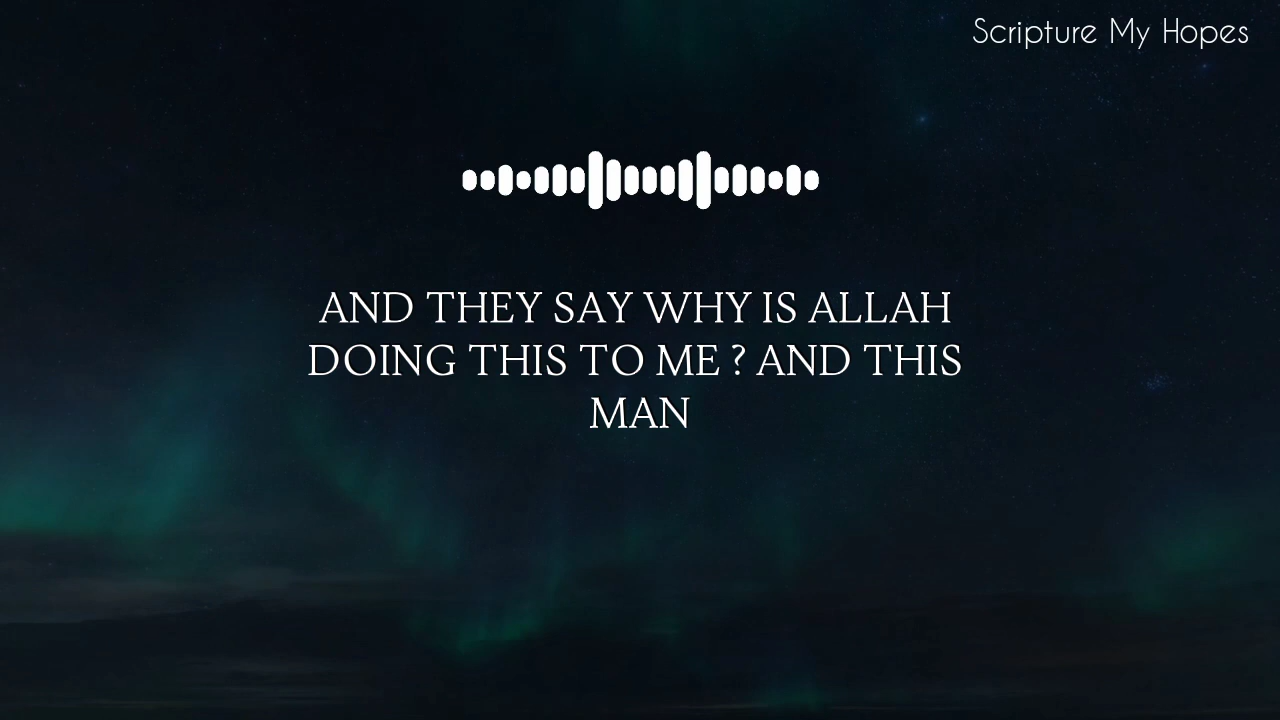 Scripture My Hopes
AND THEY SAY WHY IS ALLAH
DOING THIS TO ME ? AND THIS
MAN